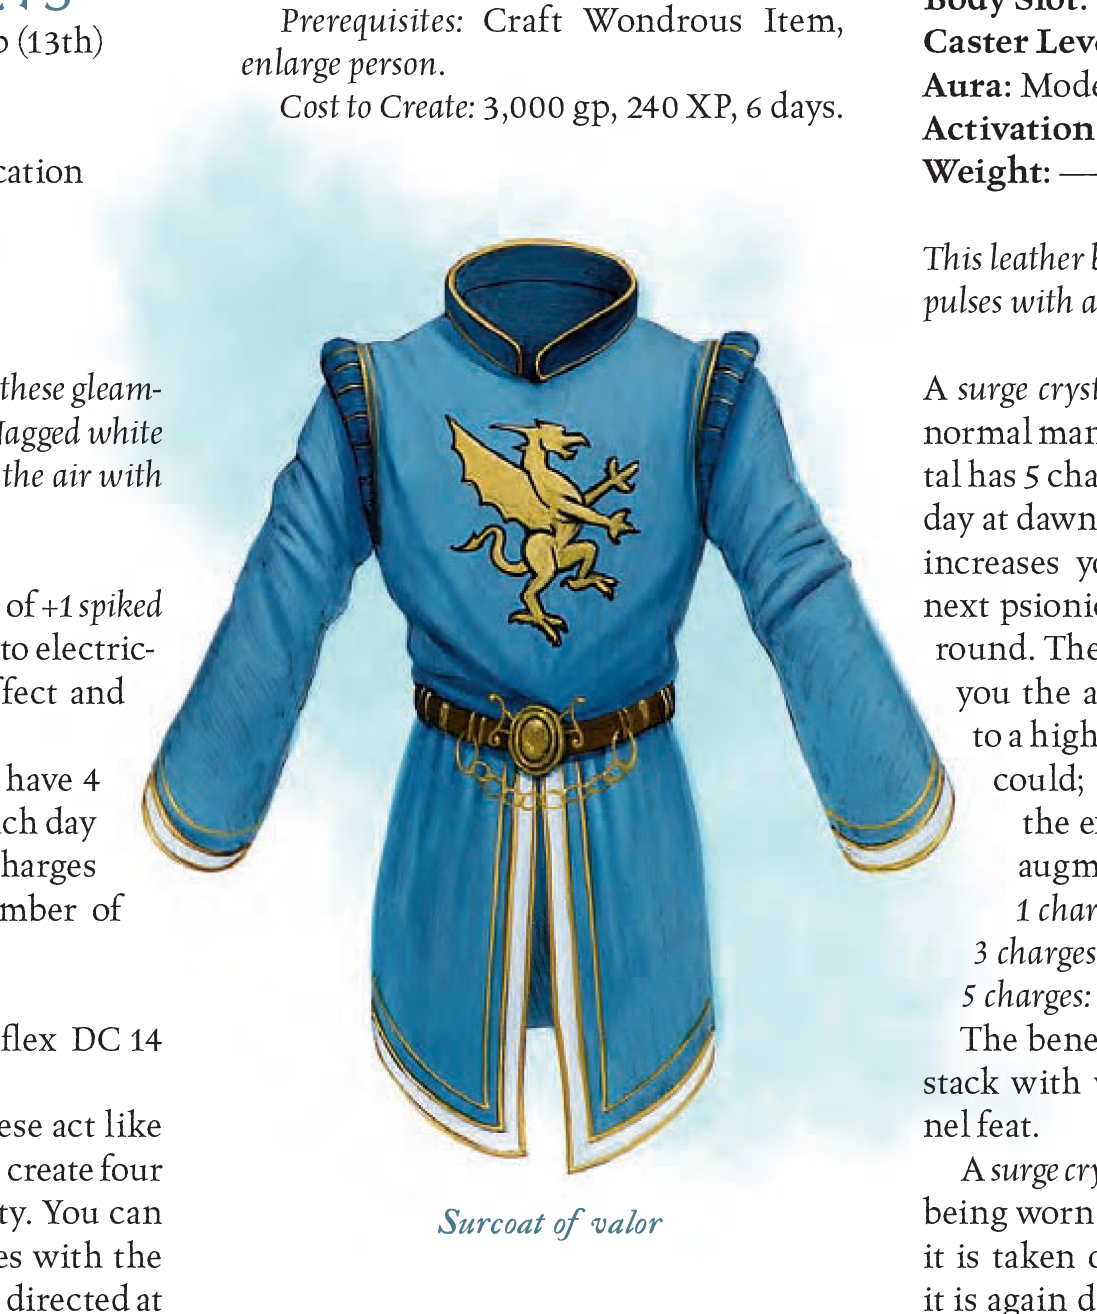 (13th)
cation
these gleam-
Jagged white
the air with
of +1 spiked
to electric-
ffect and
have 4
ch day
harges
mber of
flex DC 14
ese act like
create four
ty. You can
es with the
directed at
Prerequisites: Craft Wondrous Item,
enlarge person.
Cost to Create: 3,000 gp, 240 XP, 6 days.
Surcoat of valor
Body Slot:
Caster Leve
Aura: Mode
Activation
Weight: —
This leather b
pulses with a
A surge cryst
normal man
tal has 5 cha
day at dawn
increases yo
next psionic
round. The
you the a
to a high
could;
the ex
augm
1 char
3 charges
5 charges:
The bene
stack with
nel feat.
A surge cry
being worn
it is taken
it is again d